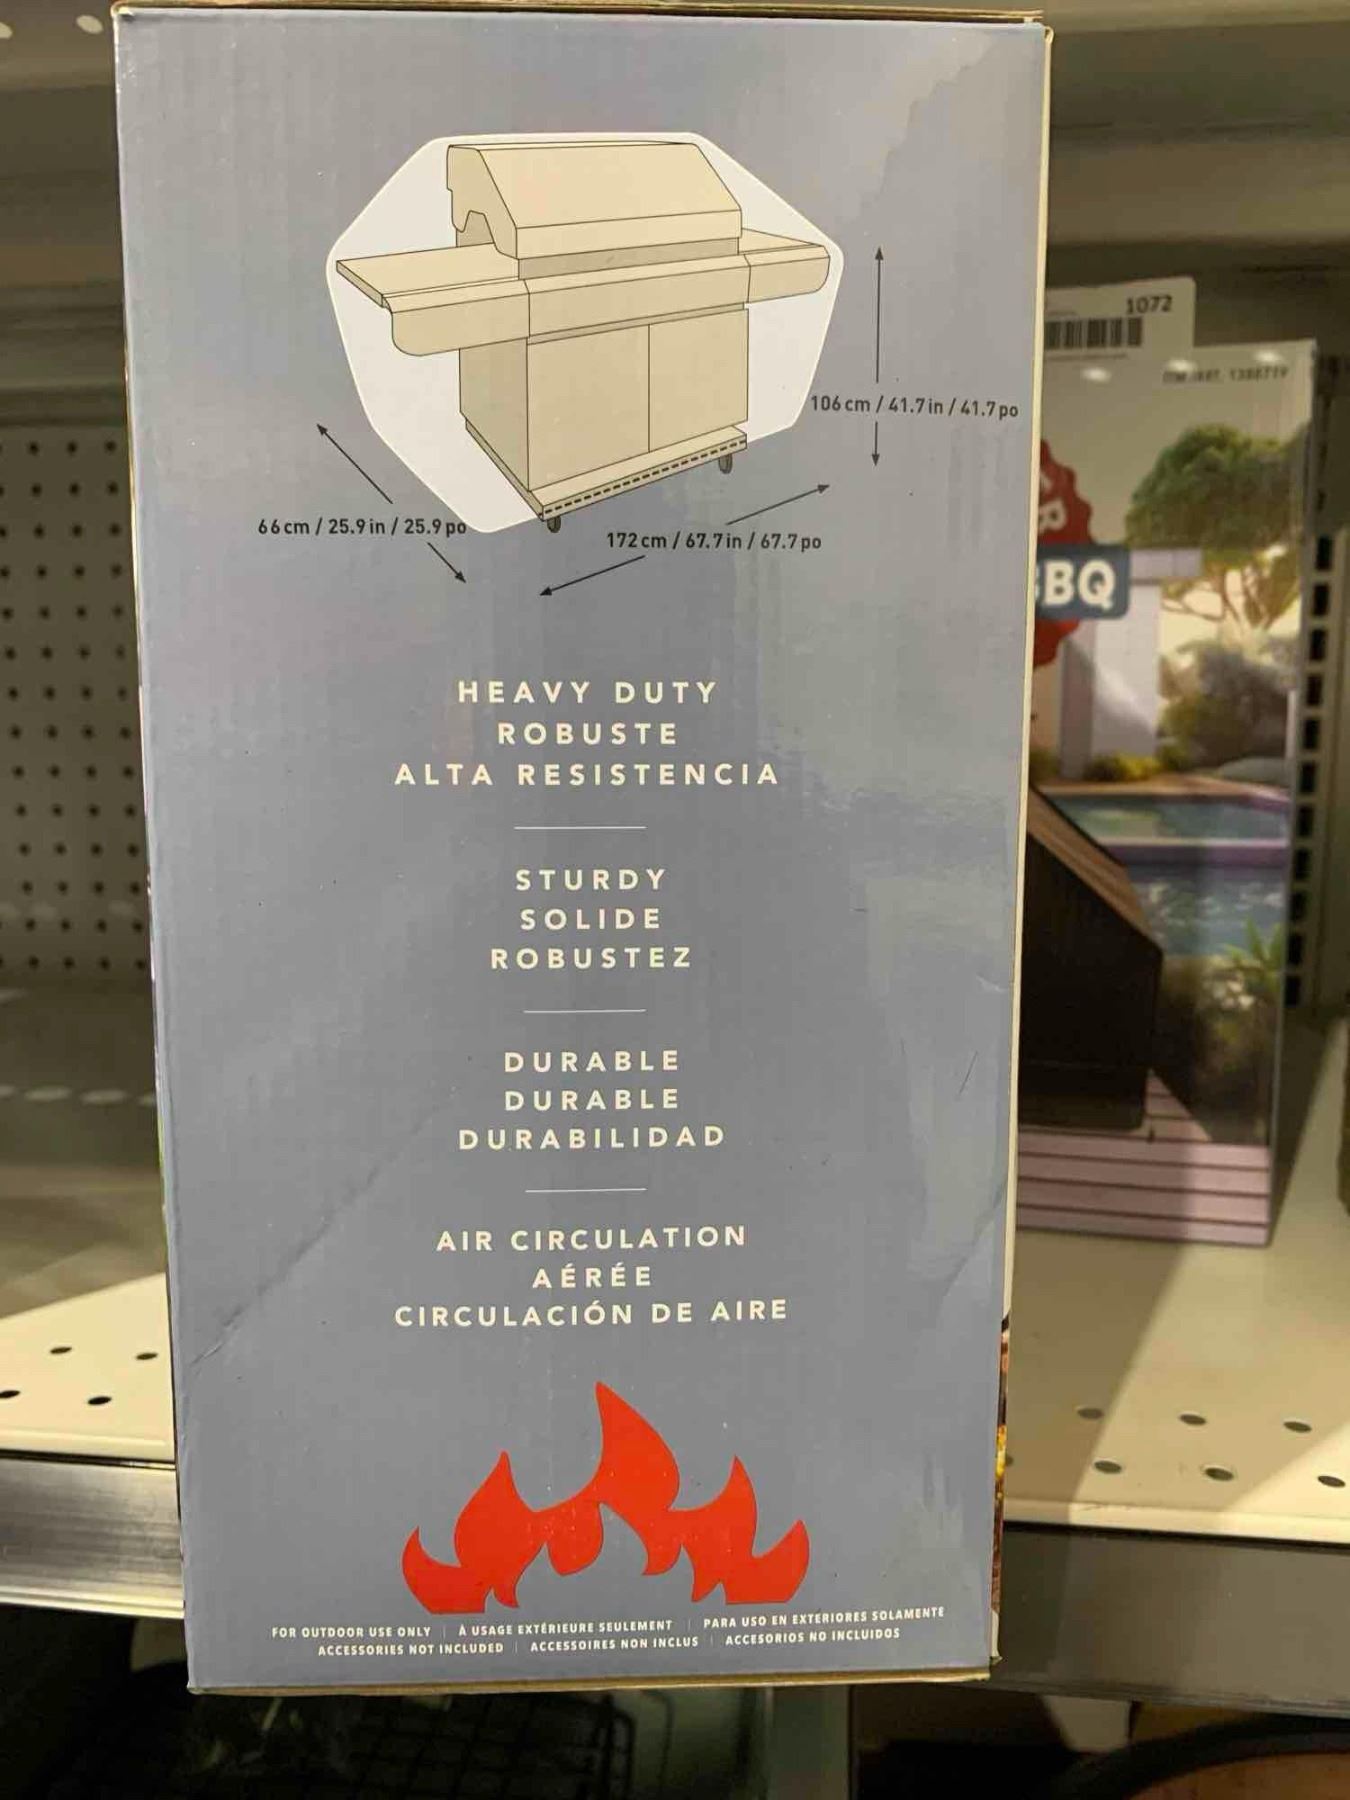 1072
106 cm / 41.7 in / 41.7 po
66 cm / 25.9 in / 25.9 po
172 cm / 67.7 in / 67.7 po
BBQ
HEAVY DUTY
ROBUSTE
ALTA RESISTENCIA
STURDY
SOLIDE
ROBUSTEZ
DURABLE
DURABLE
DURABILIDAD
AIR CIRCULATION
AÉRÉE
CIRCULACIÓN DE AIRE
FOR OUTDOOR USE ONLY | À USAGE EXTÉRIEURE SEULEMENT | PARA USO EN EXTERIORES SOLAMENTE
ACCESSORIES NOT INCLUDED | ACCESSOIRES NON INCLUS | ACCESORIOS NO INCLUIDOS